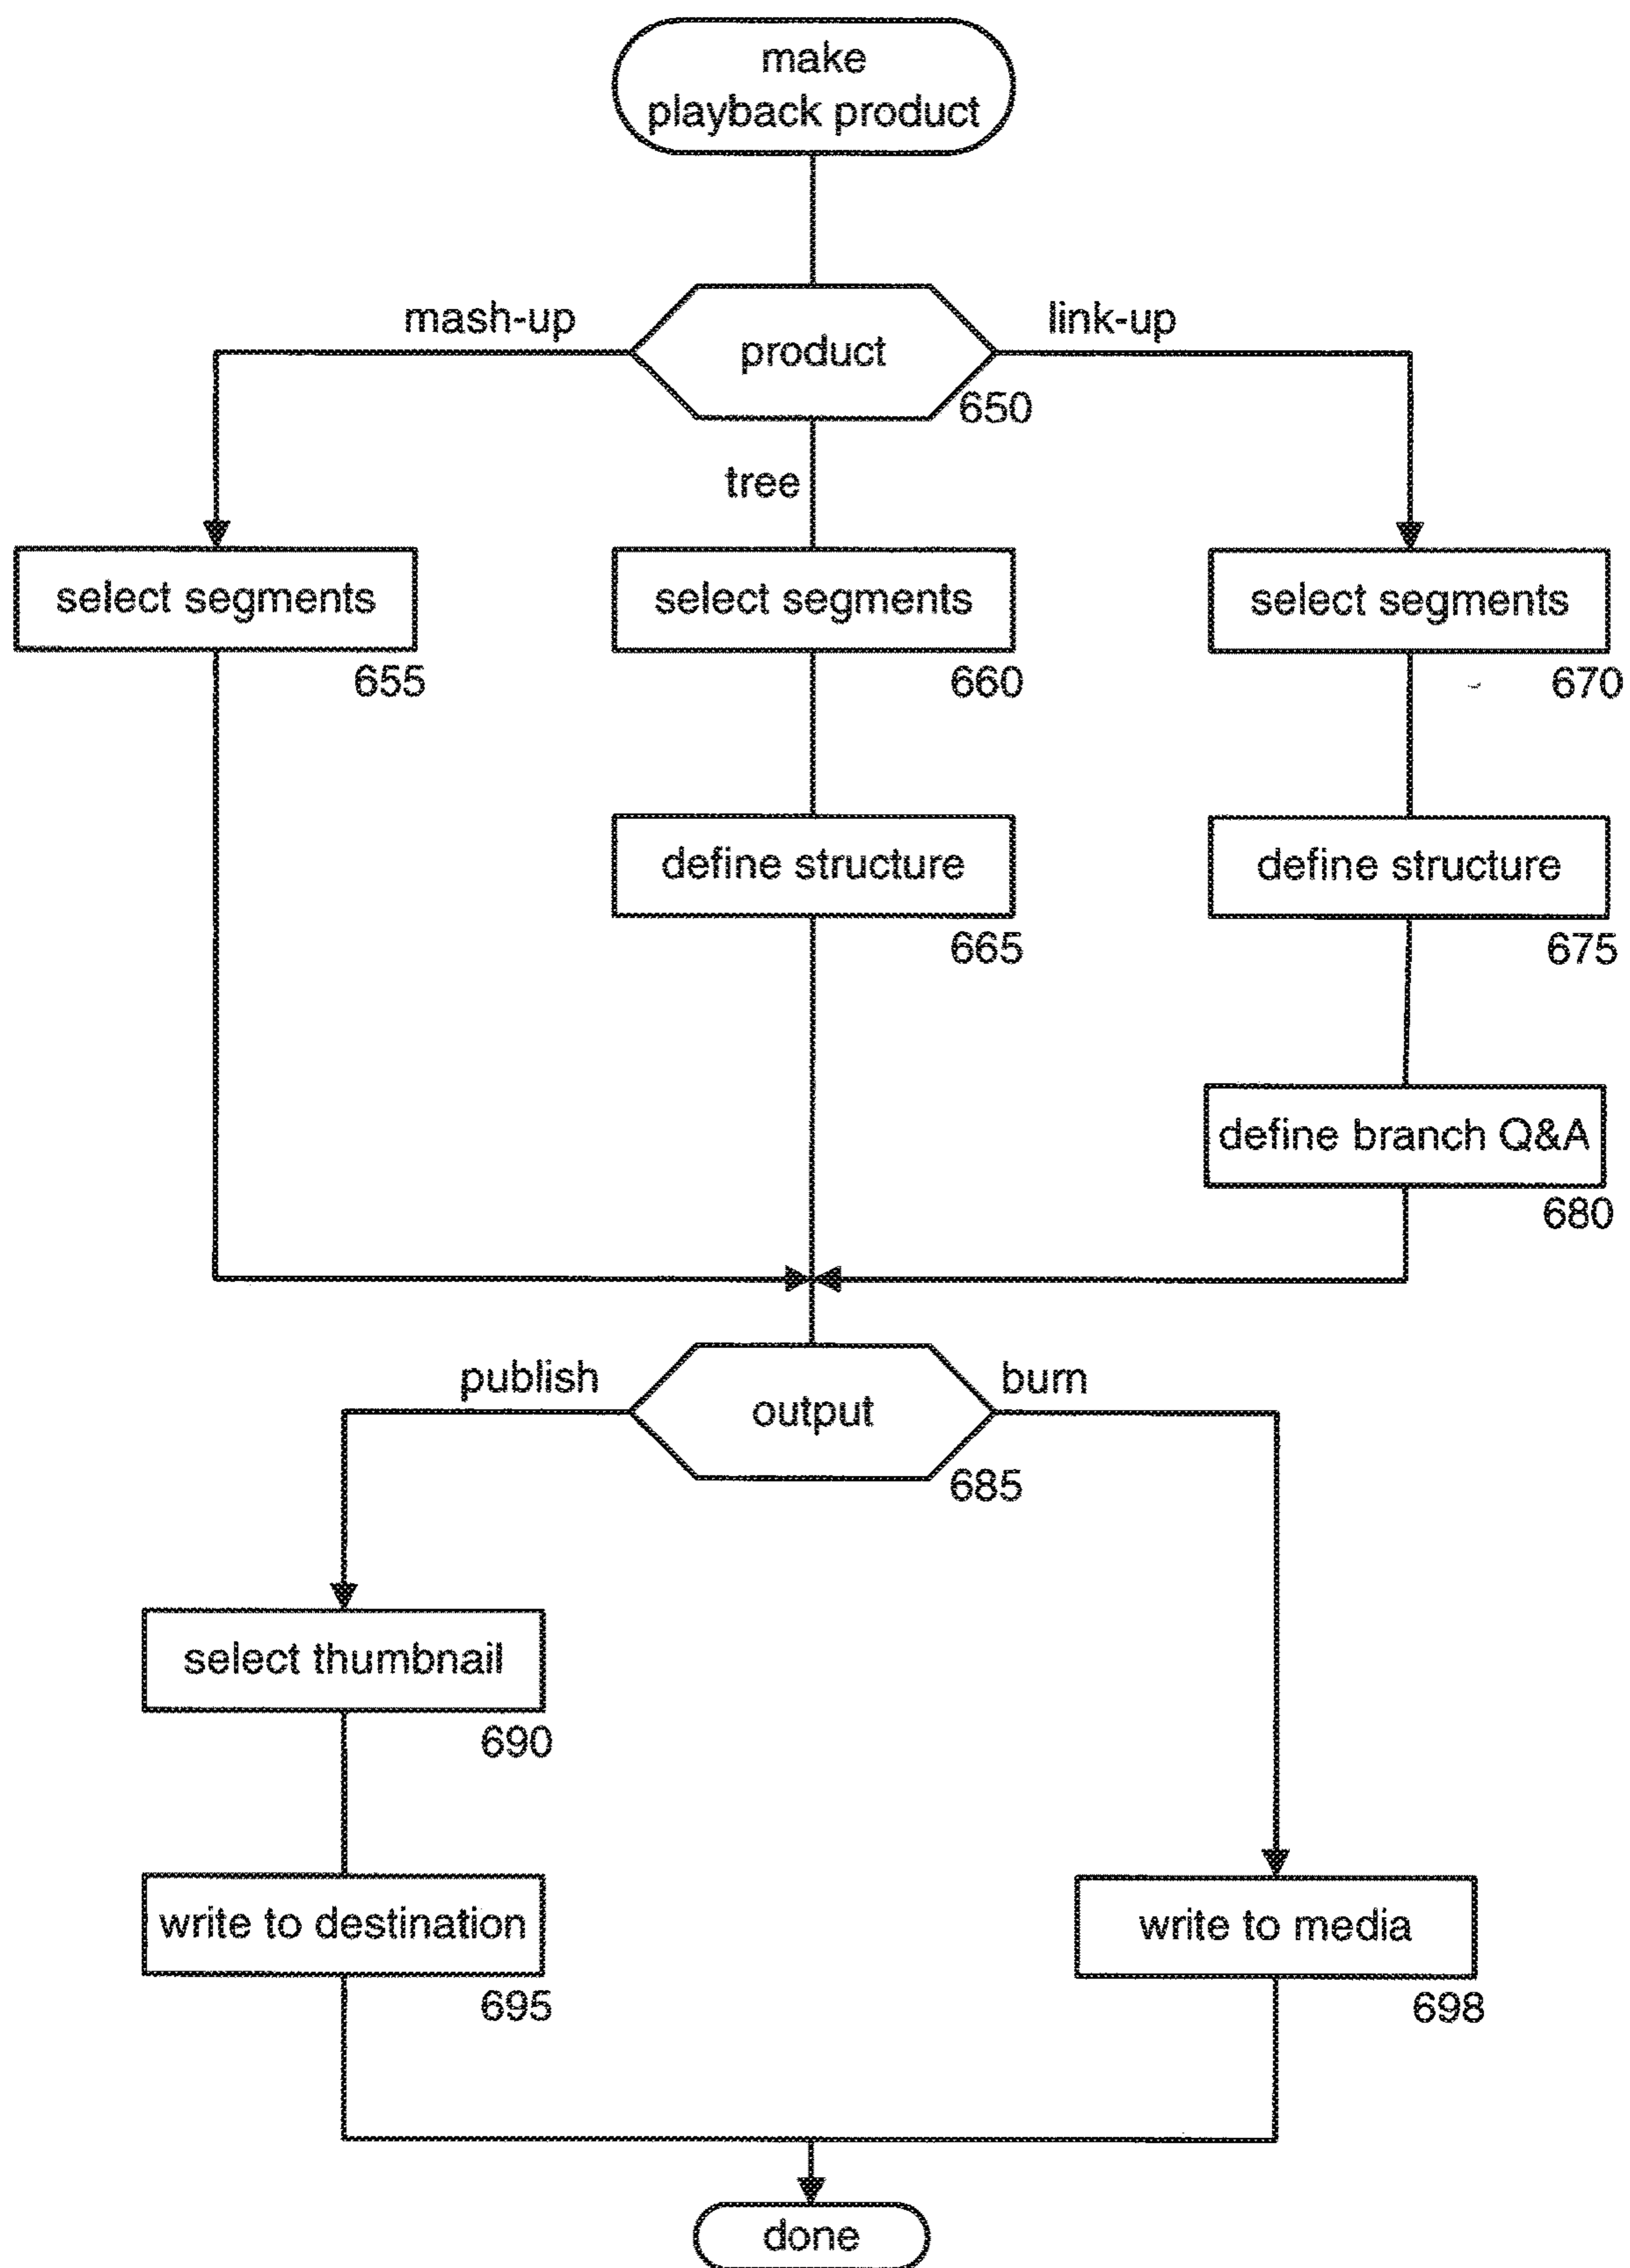 make
playback product
mash-up
link-up
product
650
tree
select segments
select segments
select segments
655
660
670
define structure
define structure
665
675
define branch Q&A
680
publish
burn
output
685
select thumbnail
690
write to destination
write to media
695
698
done